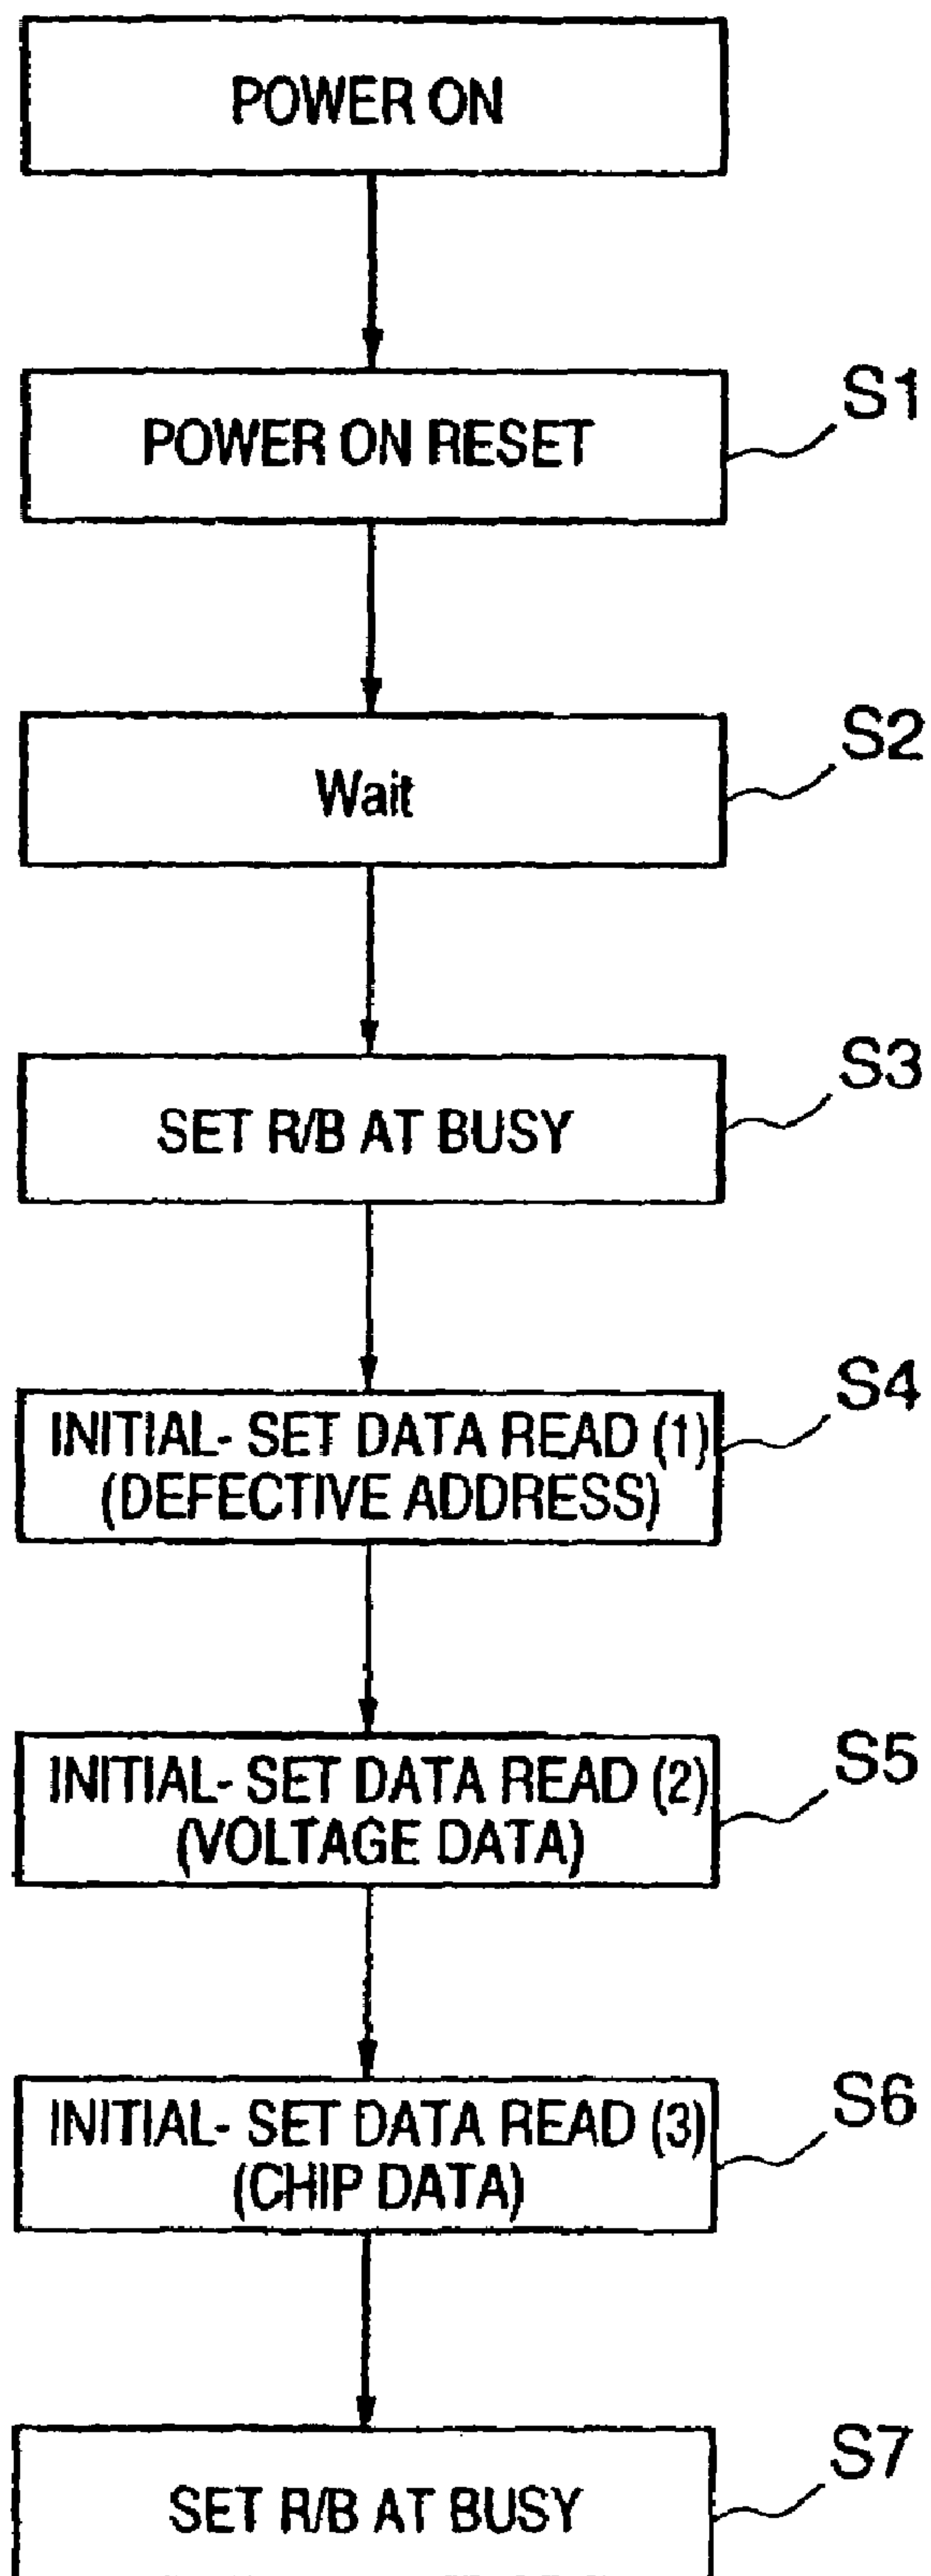 POWER ON
POWER ON RESET
S1
Wait
S2
SET R/B AT BUSY
S3
INITIAL- SET DATA READ (1)
(DEFECTIVE ADDRESS)
S4
INITIAL- SET DATA READ (2)
(VOLTAGE DATA)
S5
INITIAL- SET DATA READ (3)
(CHIP DATA)
S6
SET R/B AT BUSY
S7